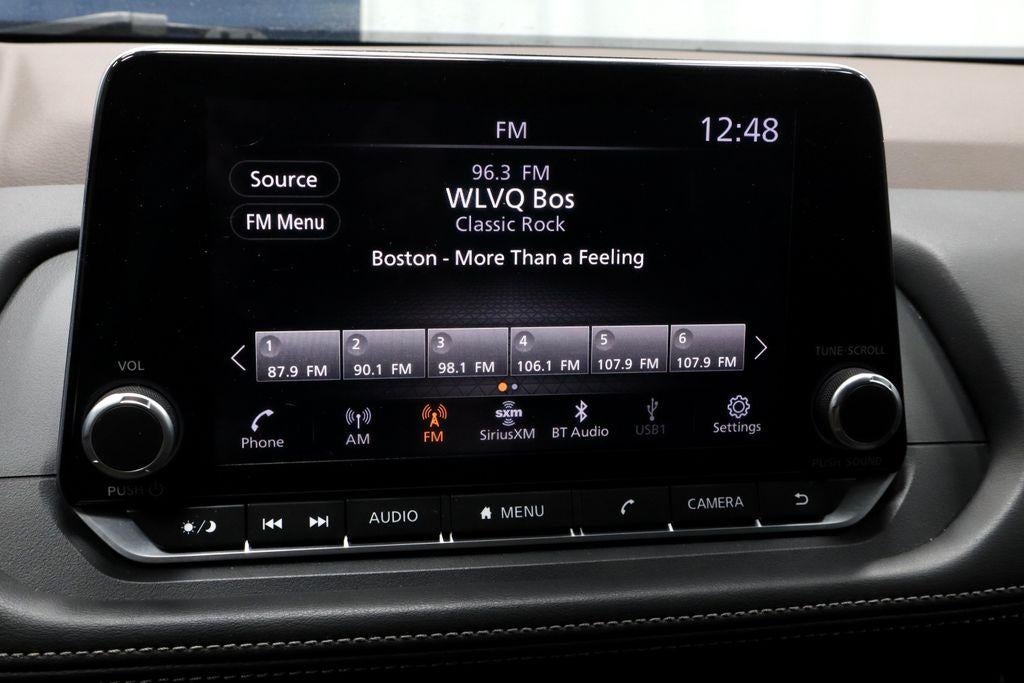 FM
12:48
96.3 FM
Source
WLVQ Bos
FM Menu
Classic Rock
Boston - More Than a Feeling
1
87.9 FM
2
90.1 FM
3
98.1 FM
4
106.1 FM
5
107.9 FM
6
107.9 FM
VOL
TUNE·SCROLL
Phone
AM
FM
sxm
SiriusXM
BT Audio
USB1
Settings
PUSH
PUSH SOUND
AUDIO
MENU
CAMERA